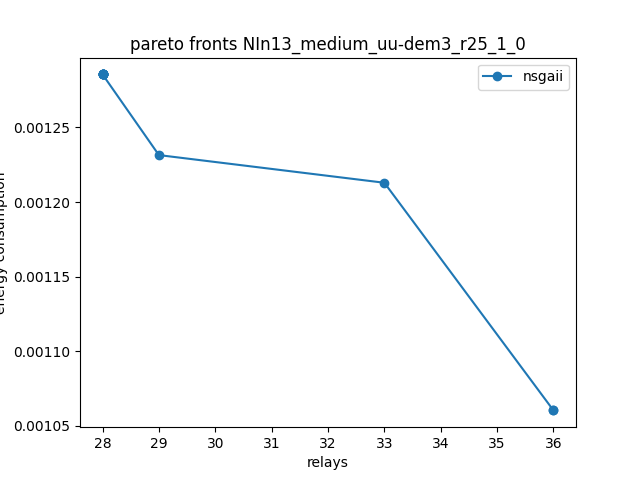 pareto fronts NIn13_medium_uu-dem3_r25_1_0
nsgaii
0.00125
0.00120
0.00115
0.00110
0.00105
energy consumption
28 29 30 31 32 33 34 35 36
relays